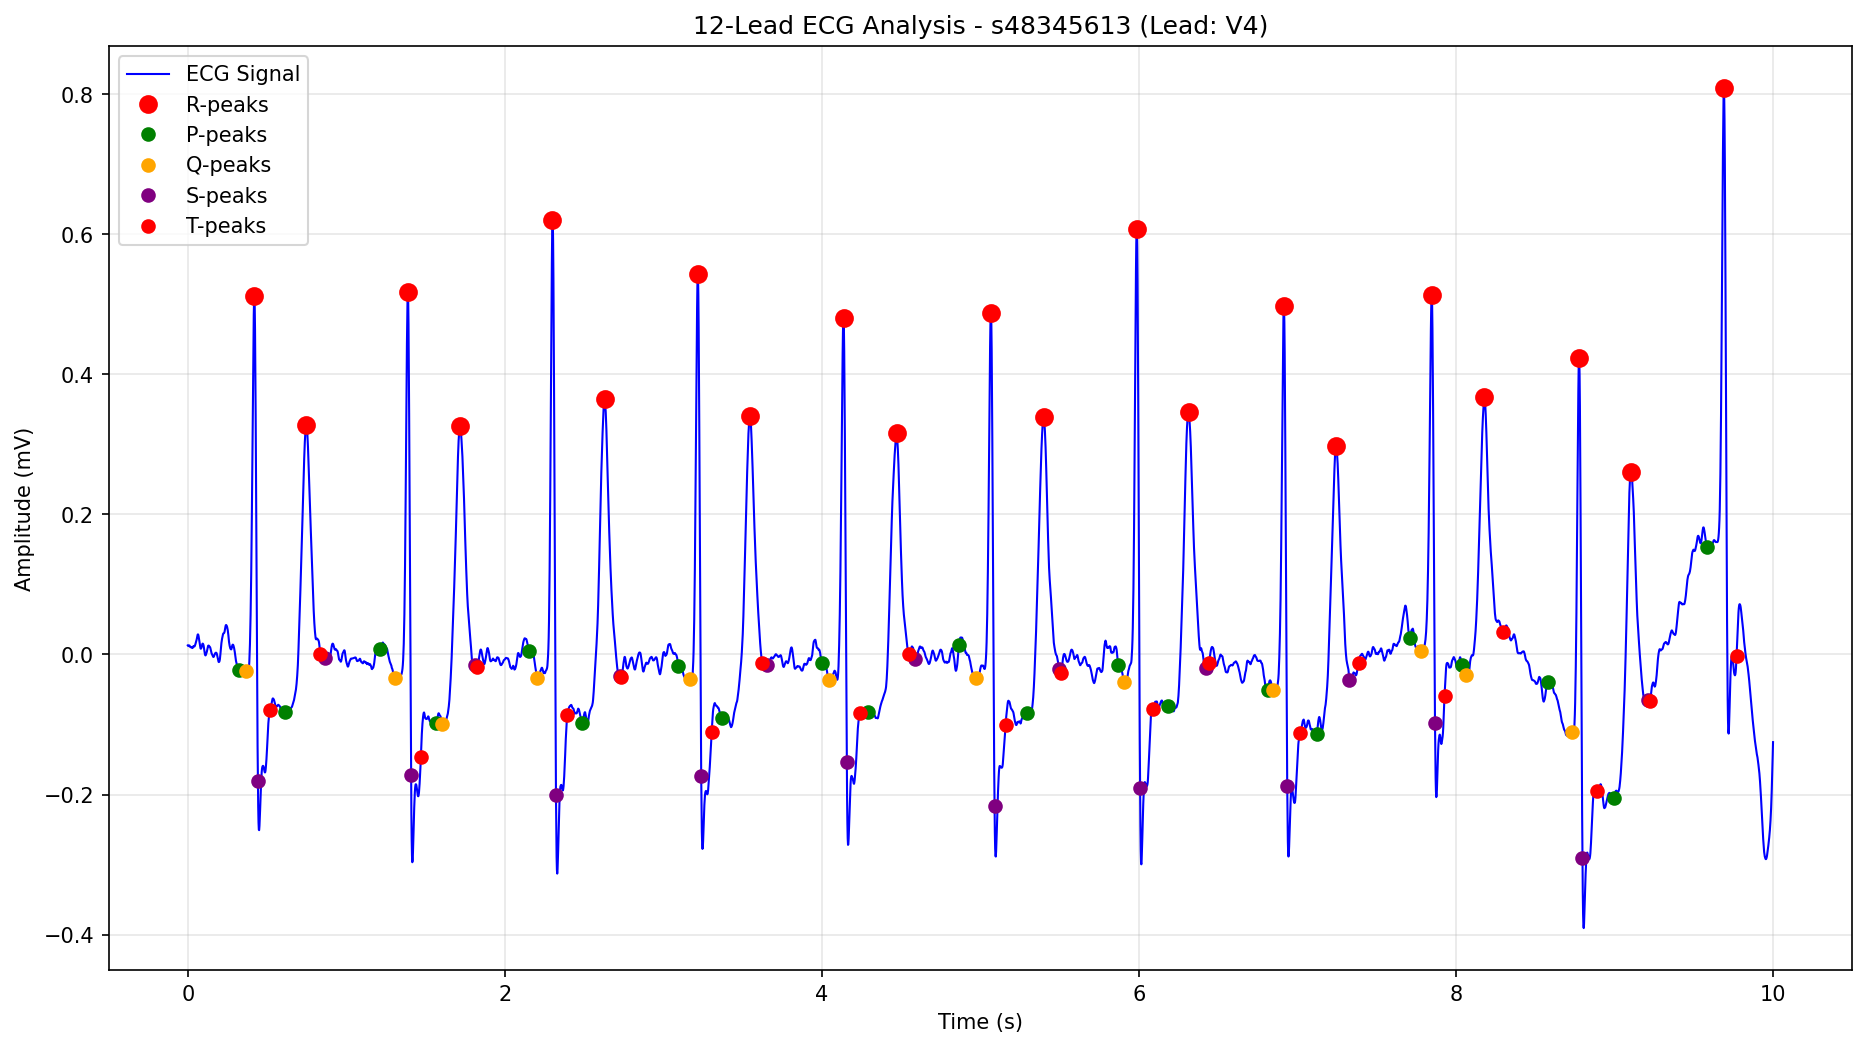 12-Lead ECG Analysis - s48345613 (Lead: V4)
ECG Signal
R-peaks
P-peaks
Q-peaks
S-peaks
T-peaks
Amplitude (mV)
0.8
0.6
0.4
0.2
0.0
−0.2
−0.4
0 2 4 6 8 10
Time (s)